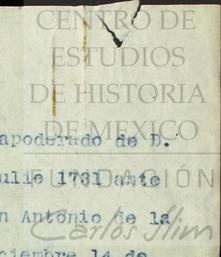 CENTRO DE
ESTUDIOS
DE HISTORIA
DE MEXICO
apoderado de D.
ulio 1731 ante
FUNDACIÓN
n Antonio de la
Carlos Slim
ciembre 14 de